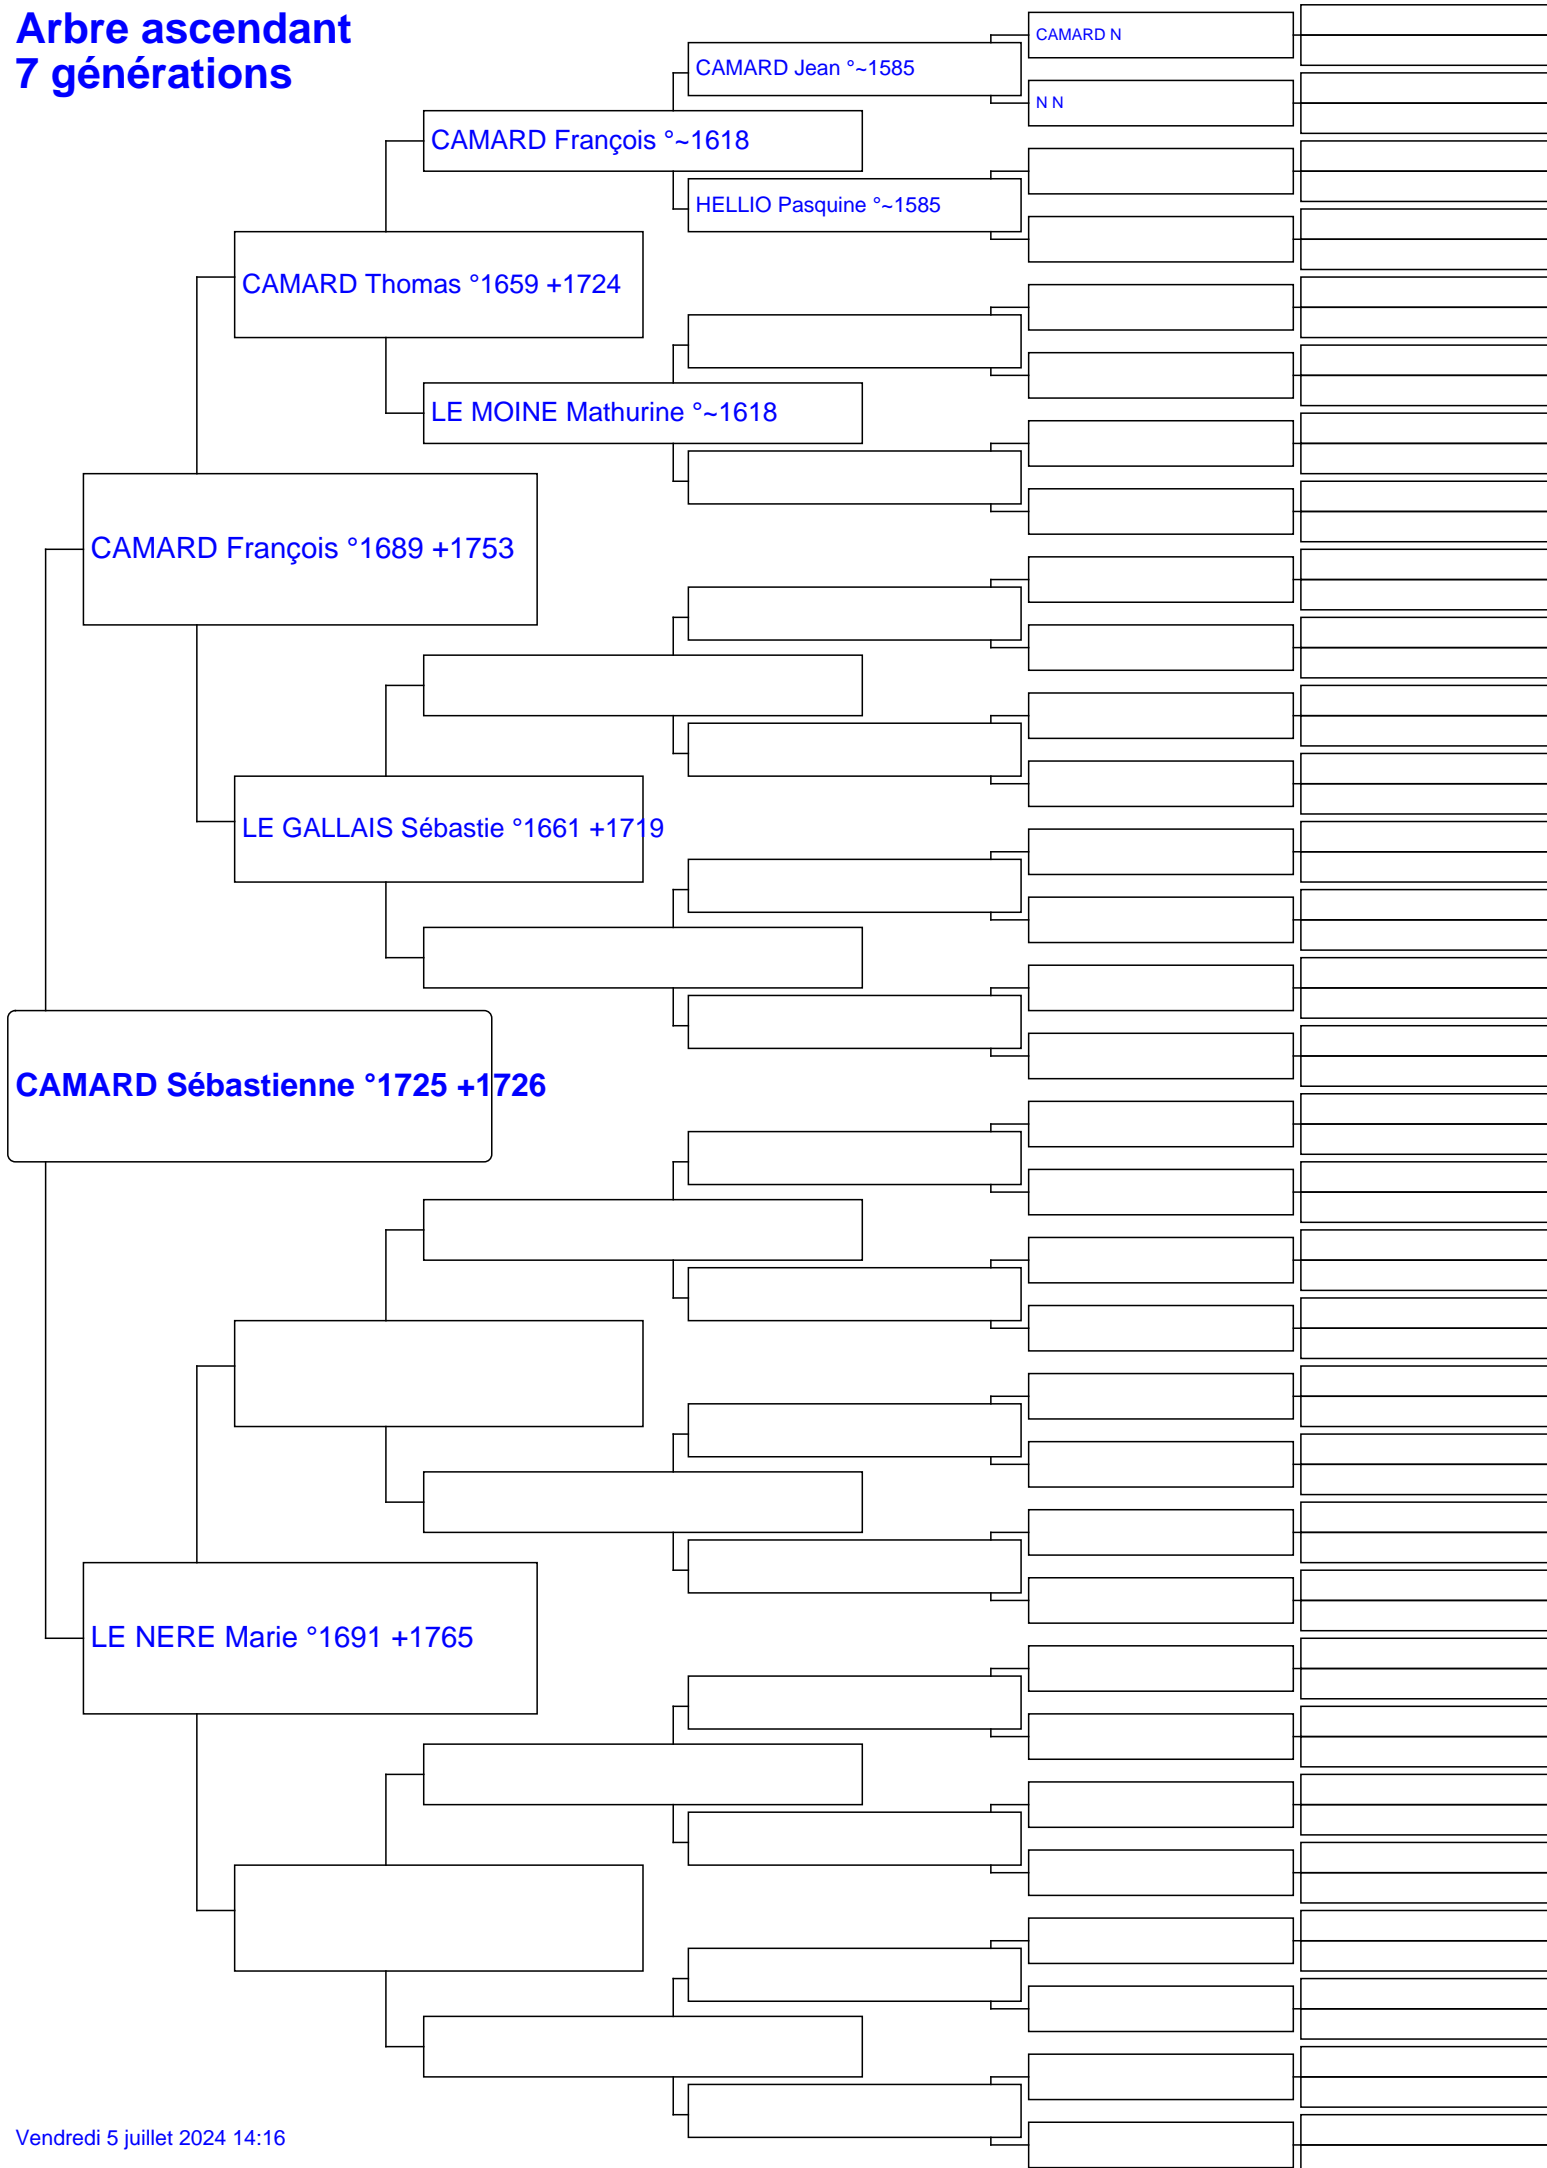 Arbre ascendant
7 générations
CAMARD N
CAMARD Jean °~1585
N N
CAMARD François °~1618
HELLIO Pasquine °~1585
CAMARD Thomas °1659 +1724
LE MOINE Mathurine °~1618
CAMARD François °1689 +1753
LE GALLAIS Sébastie °1661 +1719
CAMARD Sébastienne °1725 +1726
LE NERE Marie °1691 +1765
Vendredi 5 juillet 2024 14:16